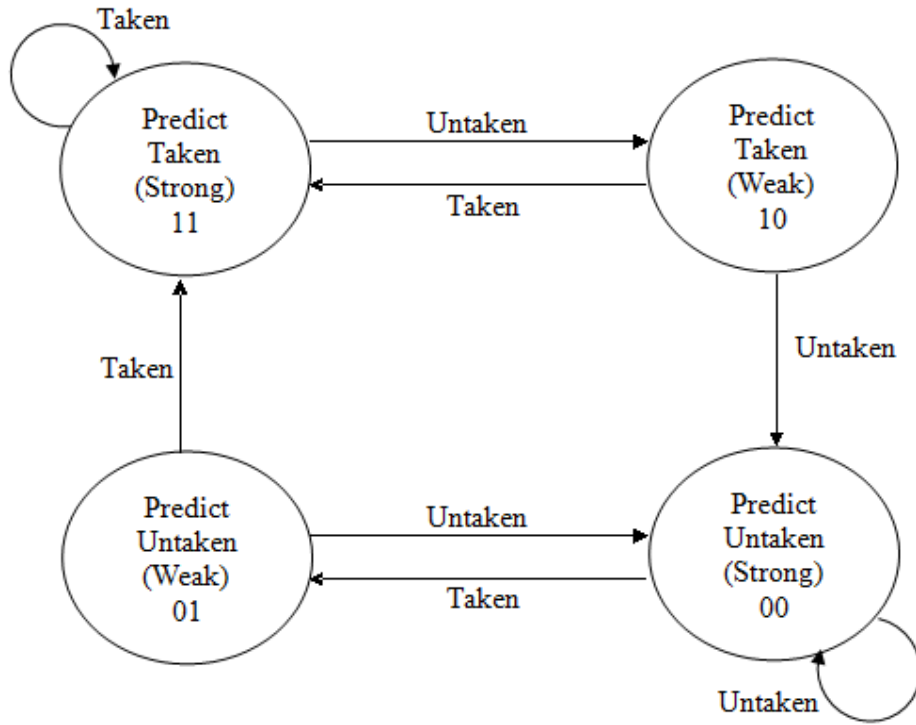 Taken
Predict
Taken
(Strong)
11
Untaken
Taken
Predict
Taken
(Weak)
10
Taken
Untaken
Predict
Untaken
(Weak)
01
Untaken
Taken
Predict
Untaken
(Strong)
00
Untaken